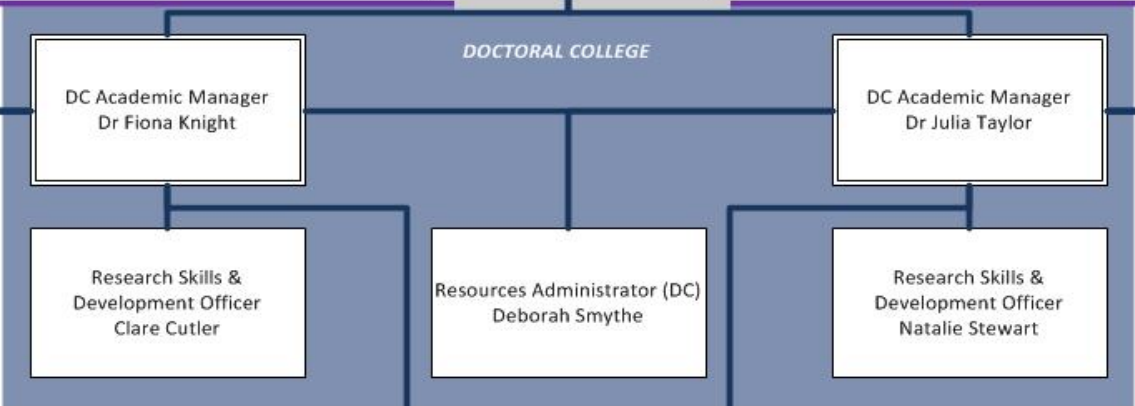 DOCTORAL COLLEGE
DC Academic Manager
Dr Fiona Knight
DC Academic Manager
Dr Julia Taylor
Research Skills &
Development Officer
Clare Cutler
Resources Administrator (DC)
Deborah Smythe
Research Skills &
Development Officer
Natalie Stewart